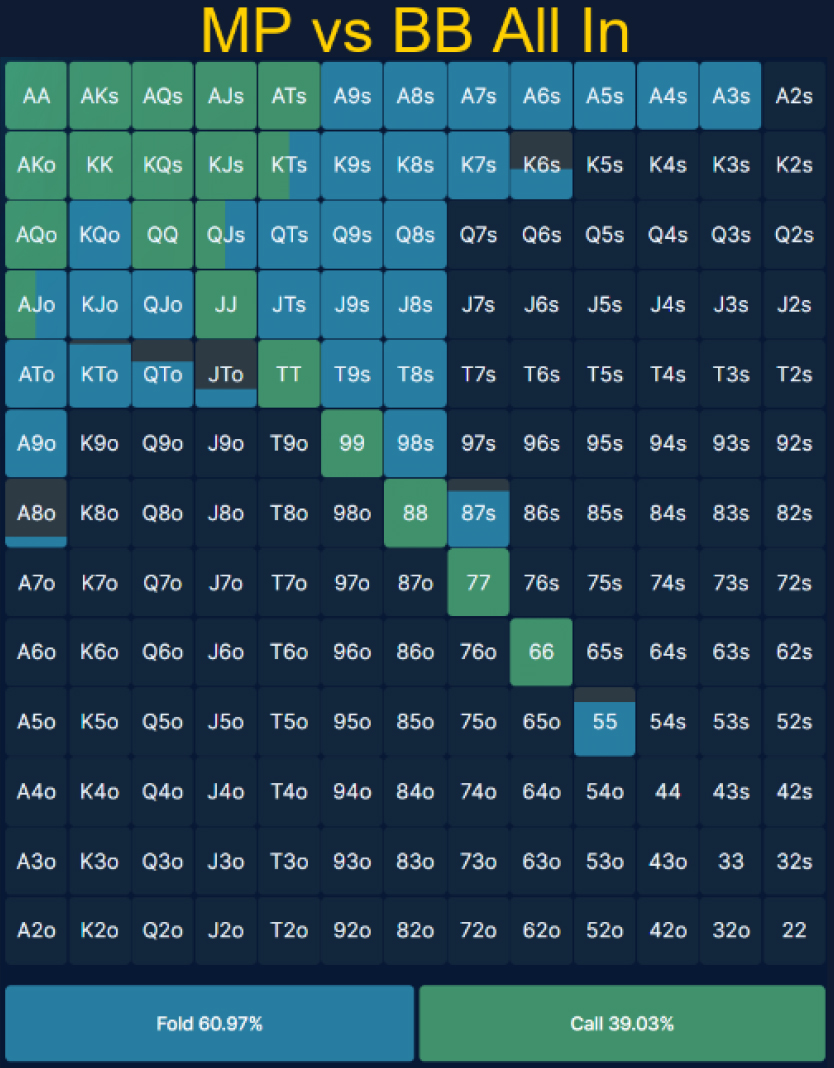 MP vs BB All In
AA AKs AQs AJs ATs A9s A8s A7s A6s A5s A4s A3s A2s
AKo KK KQs KJs KTs K9s K8s K7s K6s K5s K4s K3s K2s
AQo KQo QQ QJs QTs Q9s Q8s Q7s Q6s Q5s Q4s Q3s Q2s
AJo KJo QJo JJ JTs J9s J8s J7s J6s J5s J4s J3s J2s
ATo KTo QTo JTo TT T9s T8s T7s T6s T5s T4s T3s T2s
A9o K9o Q9o J9o T9o 99 98s 97s 96s 95s 94s 93s 92s
A8o K8o Q8o J8o T8o 98o 88 87s 86s 85s 84s 83s 82s
A7o K7o Q7o J7o T7o 97o 87o 77 76s 75s 74s 73s 72s
A6o K6o Q6o J6o T6o 96o 86o 76o 66 65s 64s 63s 62s
A5o K5o Q5o J5o T5o 95o 85o 75o 65o 55 54s 53s 52s
A4o K4o Q4o J4o T4o 94o 84o 74o 64o 54o 44 43s 42s
A3o K3o Q3o J3o T3o 93o 83o 73o 63o 53o 43o 33 32s
A2o K2o Q2o J2o T2o 92o 82o 72o 62o 52o 42o 32o 22
Fold 60.97% Call 39.03%